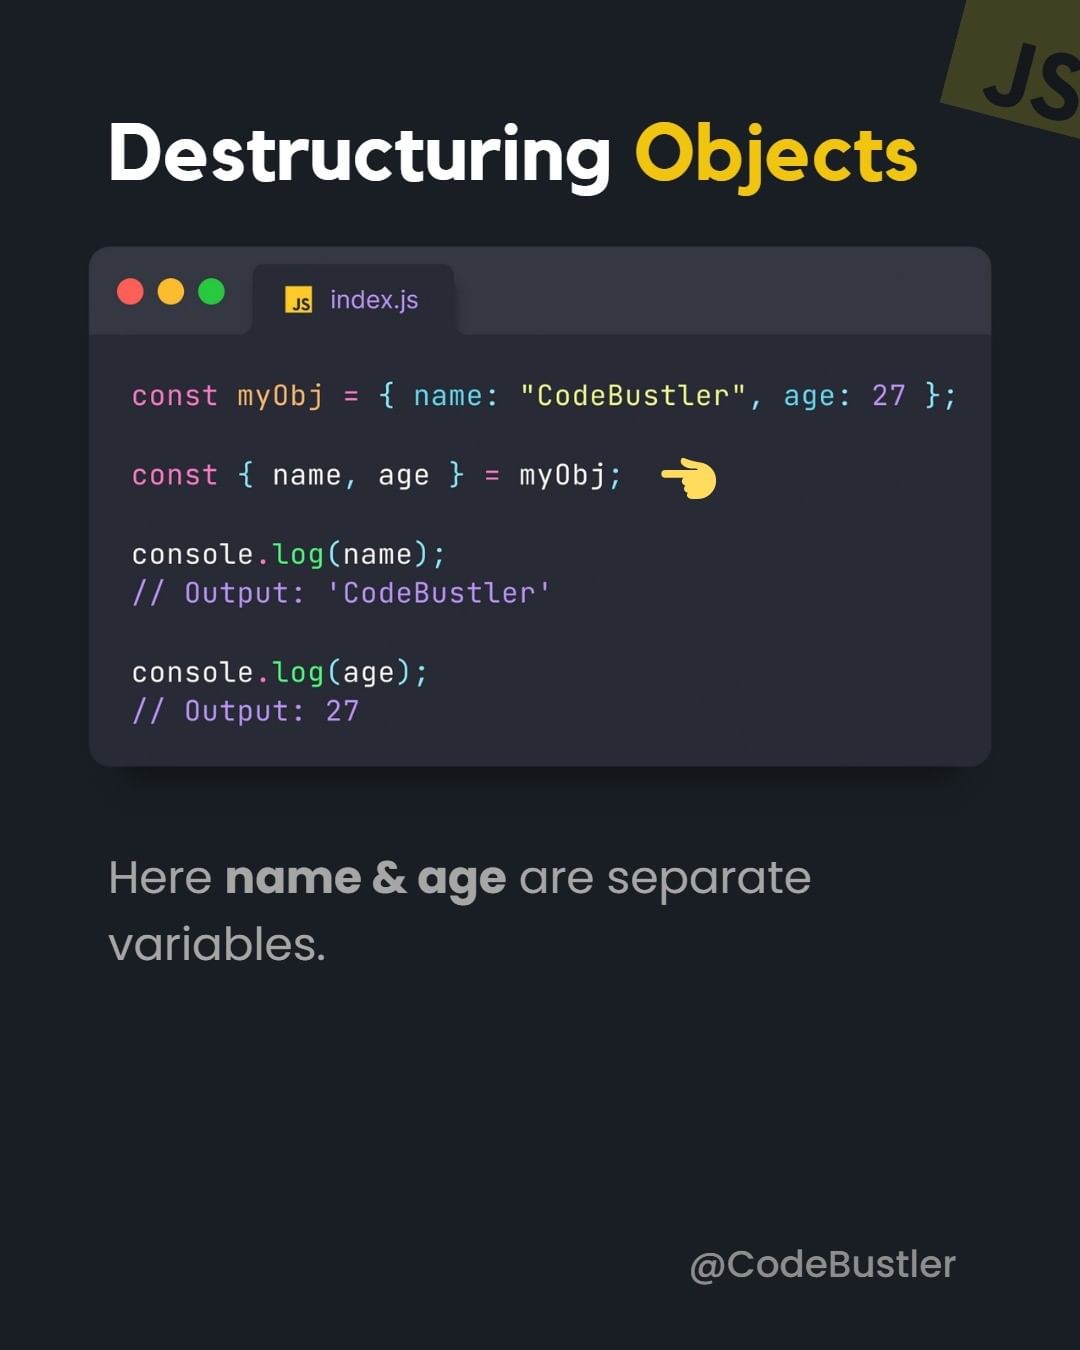 JS
Destructuring Objects
JS index.js
const myObj = { name: "CodeBustler", age: 27 };
const { name, age } = myObj;
console.log(name);
// Output: 'CodeBustler'
console.log(age);
// Output: 27
Here name & age are separate
variables.
@CodeBustler